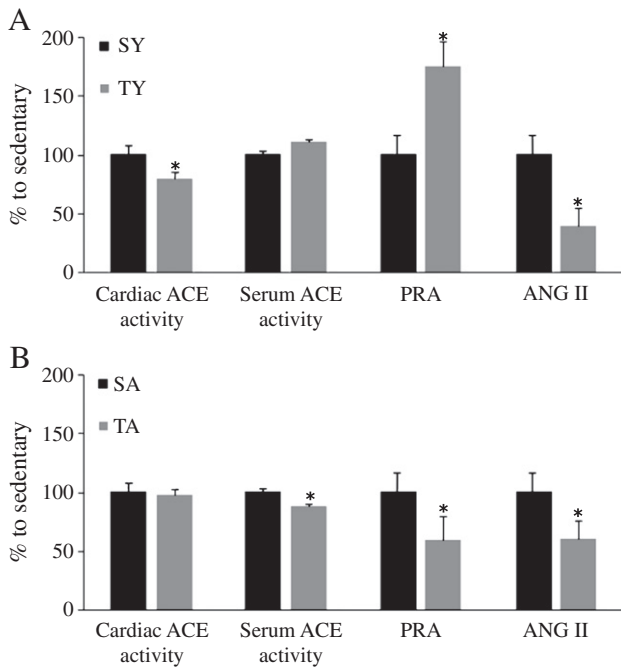 A
200
SY
TY
*
150
% to sedentary
100
*
50
*
0
Cardiac ACE activity
Serum ACE activity
PRA
ANG II
B
200
SA
TA
150
% to sedentary
100
*
*
*
50
0
Cardiac ACE activity
Serum ACE activity
PRA
ANG II